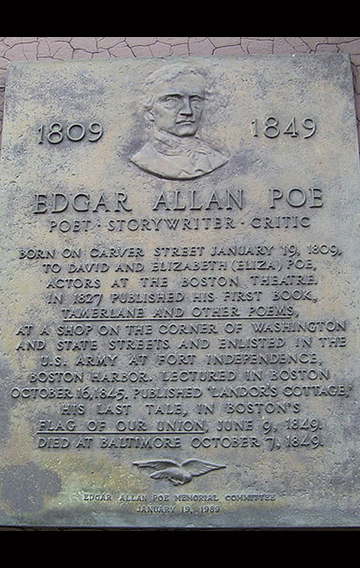 1809 1849
EDGAR ALLAN POE
POET · STORYWRITER · CRITIC
BORN ON CARVER STREET JANUARY 19, 1809,
TO DAVID AND ELIZABETH (ELIZA) POE,
ACTORS AT THE BOSTON THEATRE.
IN 1827 PUBLISHED HIS FIRST BOOK,
TAMERLANE AND OTHER POEMS,
AT A SHOP ON THE CORNER OF WASHINGTON
AND STATE STREETS AND ENLISTED IN THE
U.S. ARMY AT FORT INDEPENDENCE,
BOSTON HARBOR. LECTURED IN BOSTON
OCTOBER 16, 1845. PUBLISHED "LANDOR'S COTTAGE,"
HIS LAST TALE, IN BOSTON'S
FLAG OF OUR UNION, JUNE 9, 1849.
DIED AT BALTIMORE OCTOBER 7, 1849.
EDGAR ALLAN POE MEMORIAL COMMITTEE
JANUARY 19, 1989